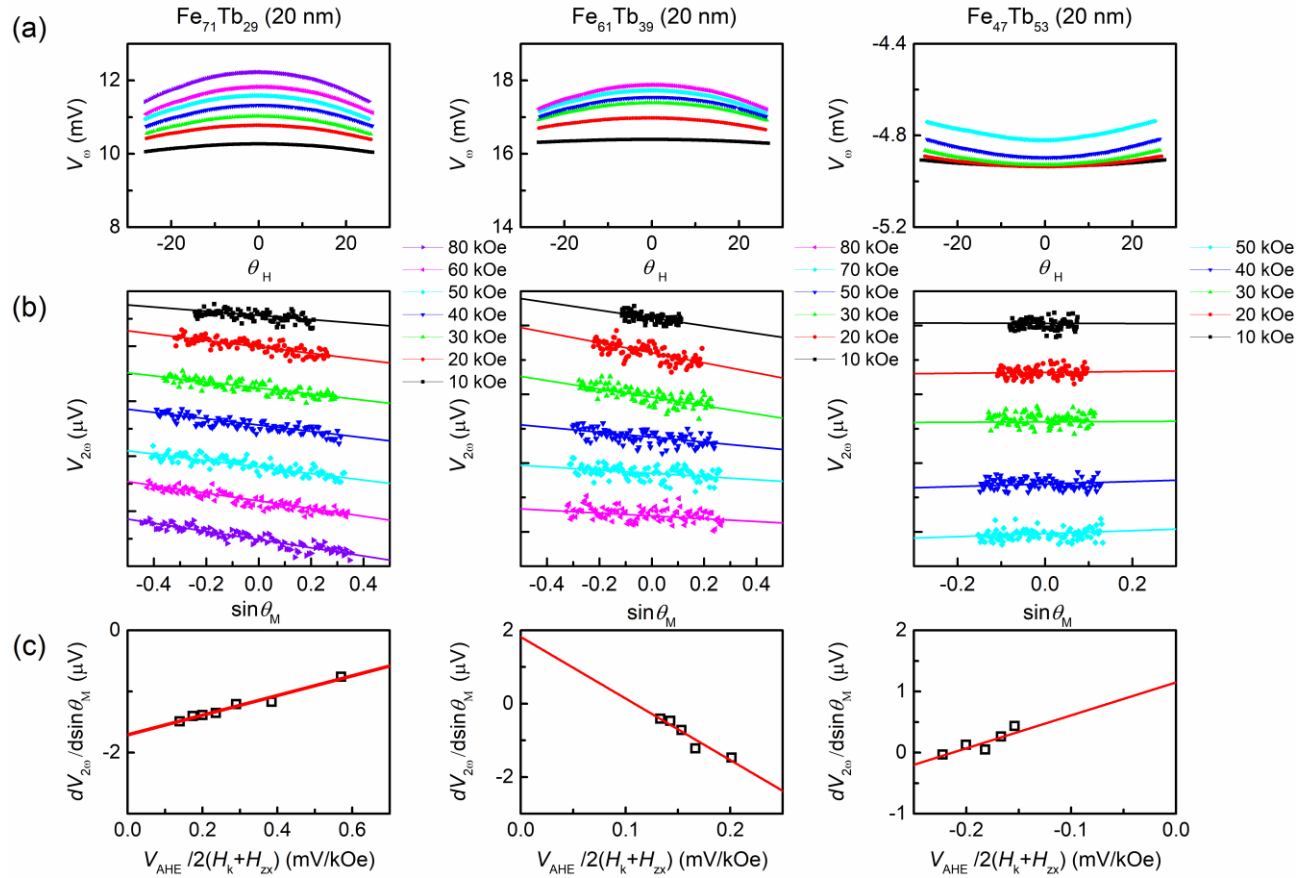 (a)
Fe71Tb29 (20 nm)
Fe61Tb39 (20 nm)
Fe47Tb53 (20 nm)
Vω (mV)
12
10
8
-20 0 20
θH
Vω (mV)
18
16
14
-20 0 20
θH
Vω (mV)
-4.4
-4.8
-5.2
-20 0 20
θH
(b)
V2ω (μV)
-0.4 -0.2 0.0 0.2 0.4
sinθM
80 kOe
60 kOe
50 kOe
40 kOe
30 kOe
20 kOe
10 kOe
V2ω (μV)
-0.4 -0.2 0.0 0.2 0.4
sinθM
80 kOe
70 kOe
50 kOe
30 kOe
20 kOe
10 kOe
V2ω (μV)
-0.2 0.0 0.2
sinθM
50 kOe
40 kOe
30 kOe
20 kOe
10 kOe
(c)
dV2ω/dsinθM (μV)
0
-2
0.0 0.2 0.4 0.6
VAHE /2(Hk+Hzx) (mV/kOe)
dV2ω/dsinθM (μV)
2
0
-2
0.0 0.1 0.2
VAHE /2(Hk+Hzx) (mV/kOe)
dV2ω/dsinθM (μV)
2
1
0
-1
-0.2 -0.1 0.0
VAHE /2(Hk+Hzx) (mV/kOe)